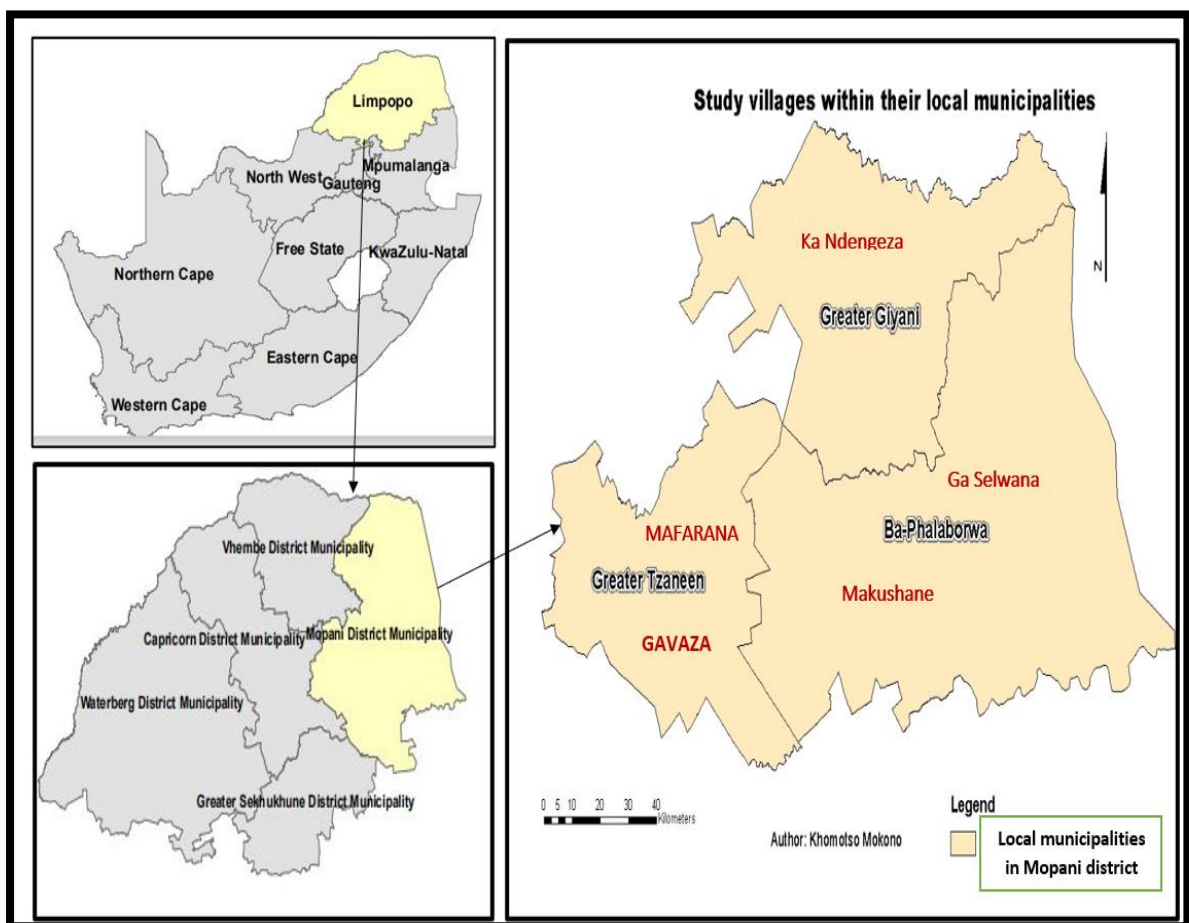 Limpopo
Mpumalanga
North West
Gauteng
Free State
KwaZulu-Natal
Northern Cape
Eastern Cape
Western Cape
Vhembe District Municipality
Capricorn District Municipality
Mopani District Municipality
Waterberg District Municipality
Greater Sekhukhune District Municipality
Study villages within their local municipalities
N
Ka Ndengeza
Greater Giyani
Ga Selwana
MAFARANA
Ba-Phalaborwa
Greater Tzaneen
Makushane
GAVAZA
0 5 10 20 30 40
Kilometers
Author: Khomotso Mokono
Legend
Local municipalities
in Mopani district